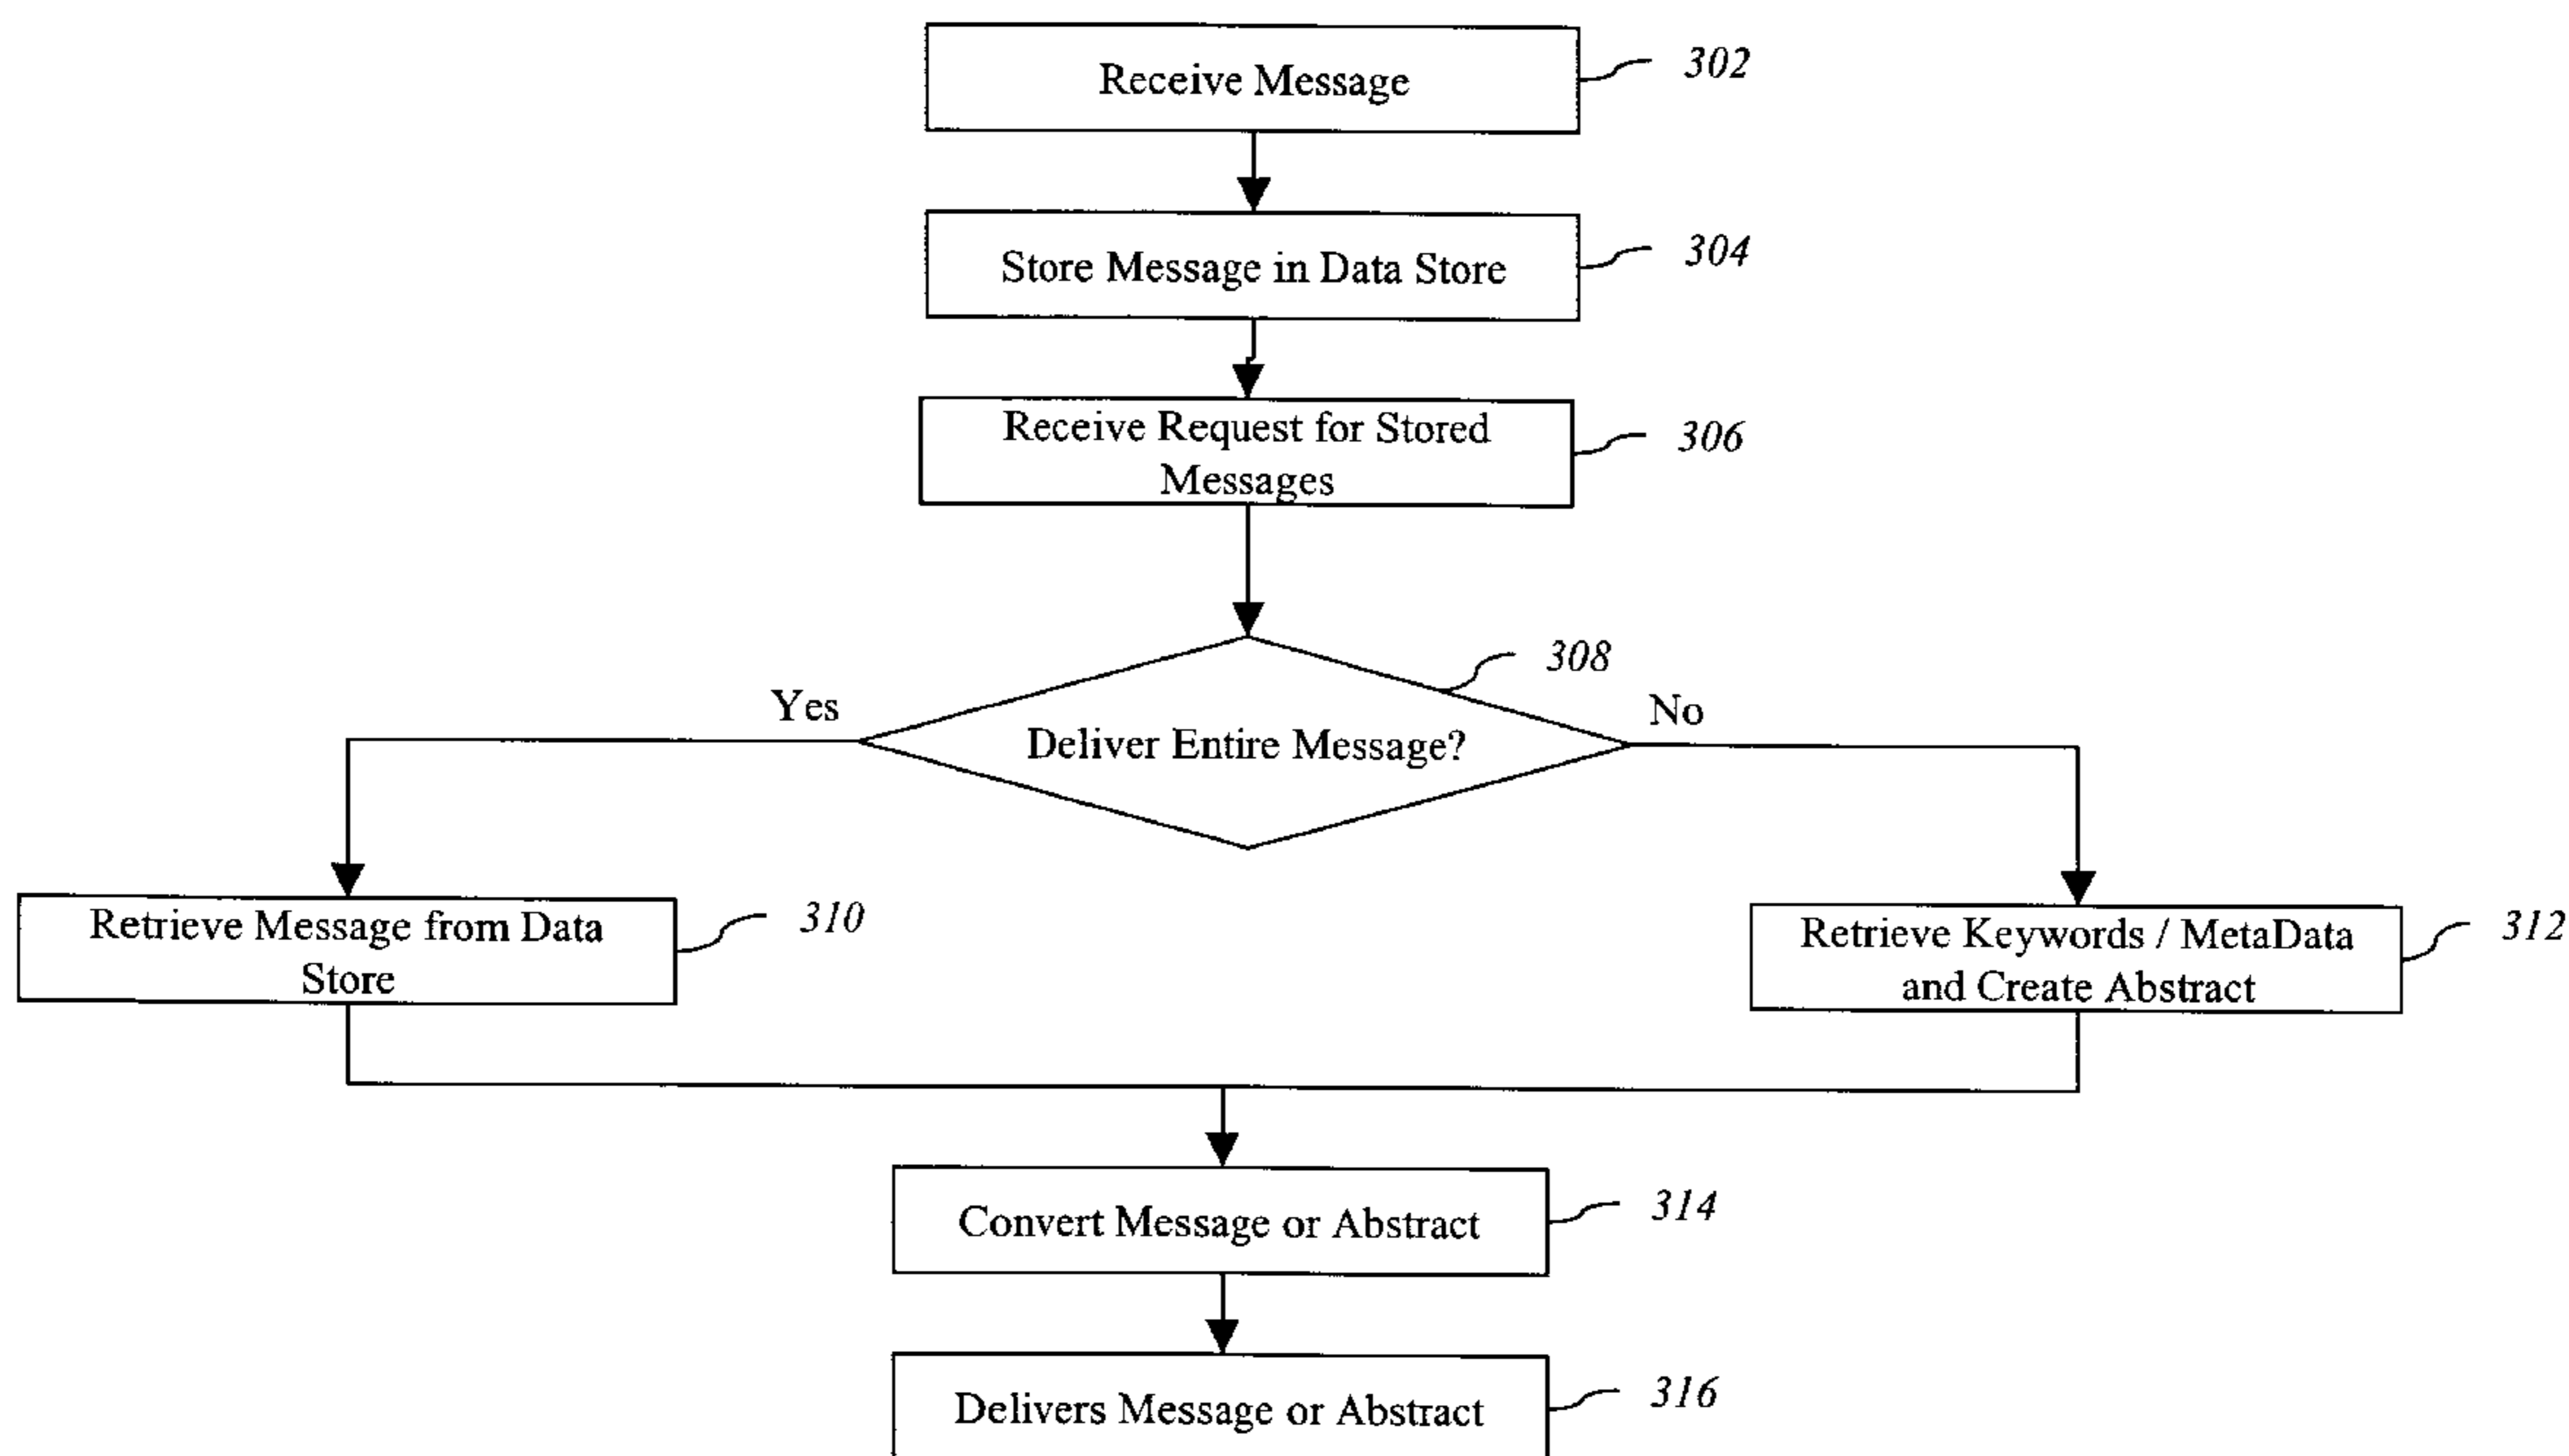 Receive Message
302
Store Message in Data Store
304
Receive Request for Stored
Messages
306
308
Yes
No
Deliver Entire Message?
Retrieve Message from Data
Store
310
Retrieve Keywords / MetaData
and Create Abstract
312
Convert Message or Abstract
314
Delivers Message or Abstract
316